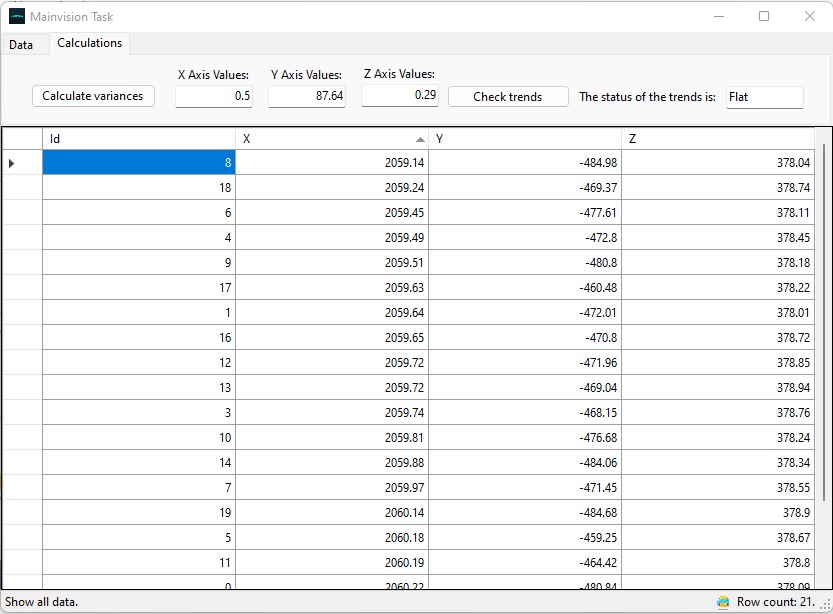 Mainvision Task
Data Calculations
X Axis Values: Y Axis Values: Z Axis Values:
Calculate variances 0.5 87.64 0.29 Check trends The status of the trends is: Flat
Id X Y Z
8 2059.14 -484.98 378.04
18 2059.24 -469.37 378.74
6 2059.45 -477.61 378.11
4 2059.49 -472.8 378.45
9 2059.51 -480.8 378.18
17 2059.63 -460.48 378.22
1 2059.64 -472.01 378.01
16 2059.65 -470.8 378.72
12 2059.72 -471.96 378.85
13 2059.72 -469.04 378.94
3 2059.74 -468.15 378.76
10 2059.81 -476.68 378.24
14 2059.88 -484.06 378.34
7 2059.97 -471.45 378.55
19 2060.14 -484.68 378.9
5 2060.18 -459.25 378.67
11 2060.19 -464.42 378.8
0 2060.22 -480.84 378.09
Show all data. Row count: 21.